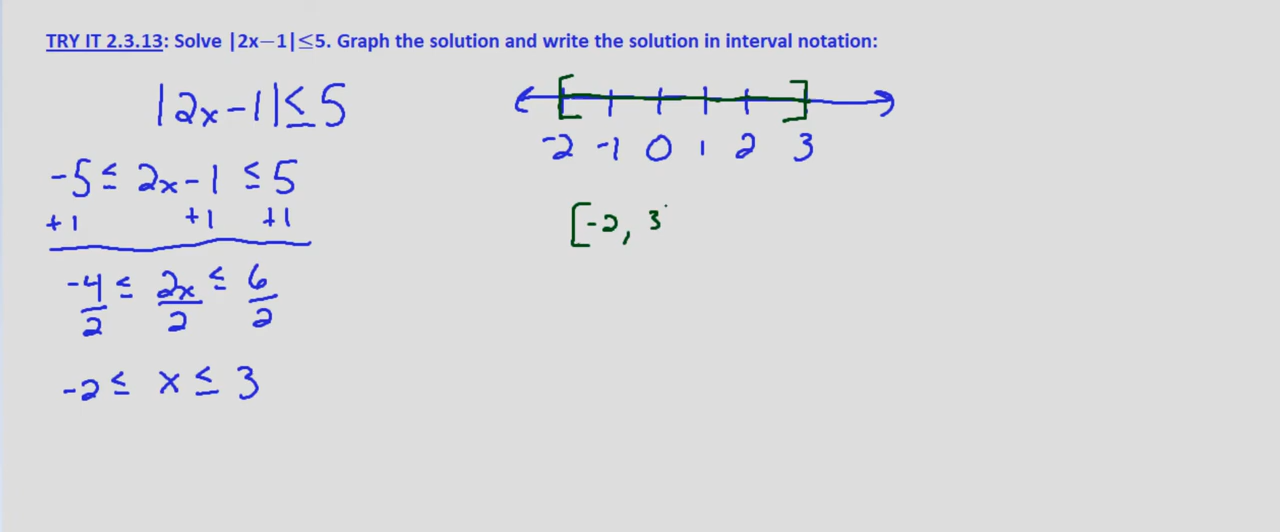 TRY IT 2.3.13: Solve |2x−1|≤5. Graph the solution and write the solution in interval notation:
|2x-1|≤5
-5 ≤ 2x-1 ≤ 5
+1 +1 +1
-4/2 ≤ 2x/2 ≤ 6/2
-2 ≤ x ≤ 3
[ ]
-2 -1 0 1 2 3
[-2, 3